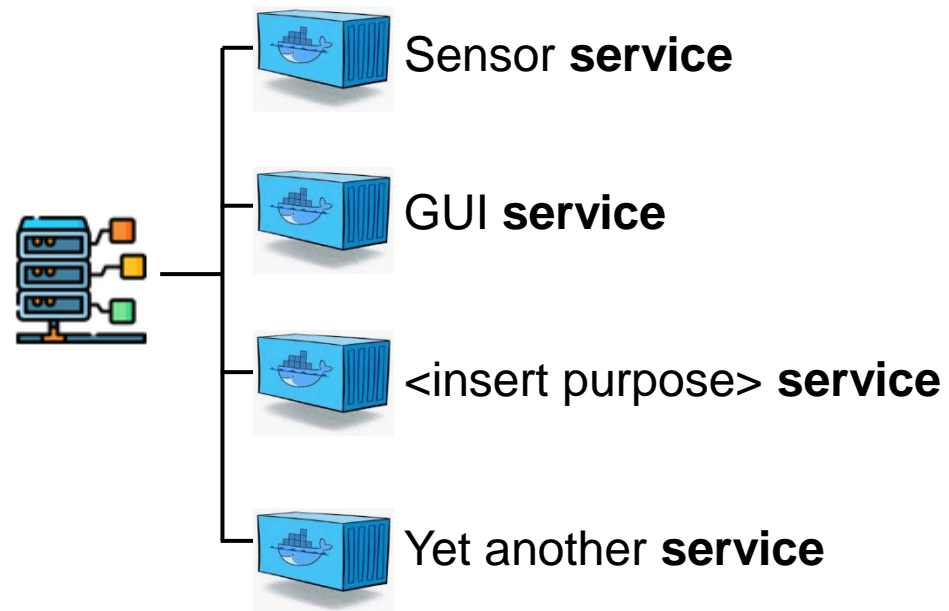 Sensor service
GUI service
<insert purpose> service
Yet another service